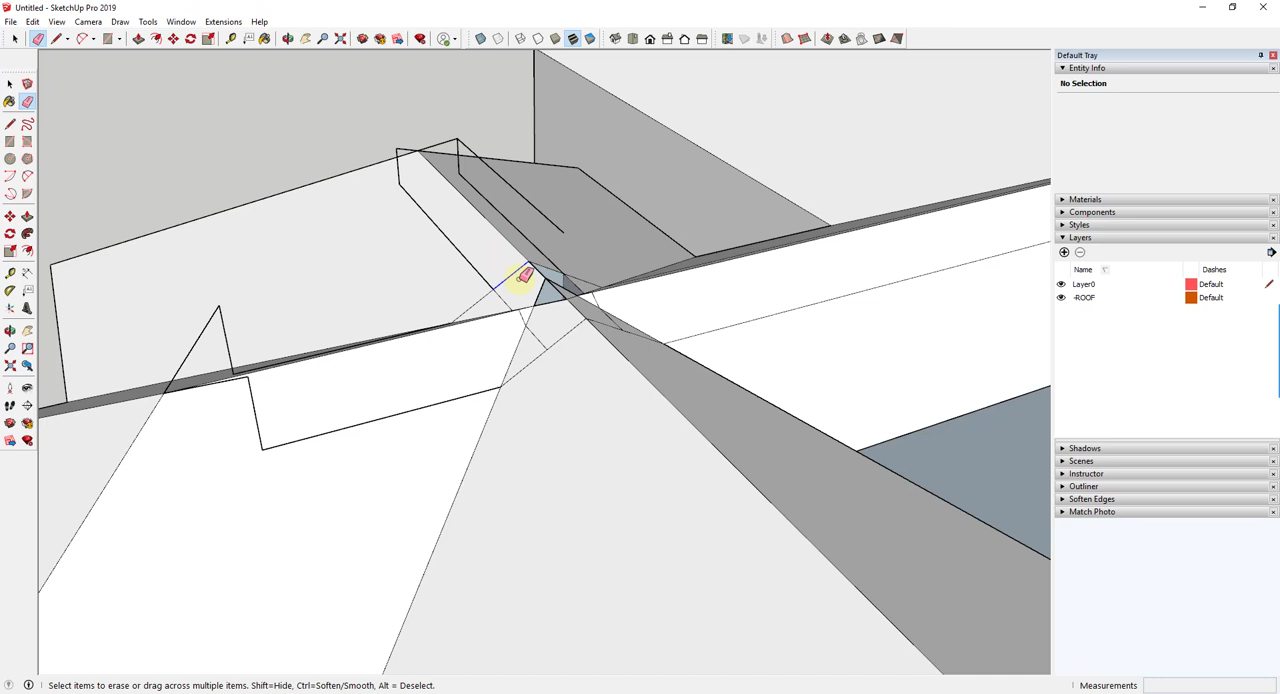 Untitled - SketchUp Pro 2019
File Edit View Camera Draw Tools Window Extensions Help
Default Tray
Entity Info
No Selection
Materials
Components
Styles
Layers
Name Dashes
Layer0 Default
-ROOF Default
Shadows
Scenes
Instructor
Outliner
Soften Edges
Match Photo
Select items to erase or drag across multiple items. Shift=Hide, Ctrl=Soften/Smooth, Alt = Deselect.
Measurements